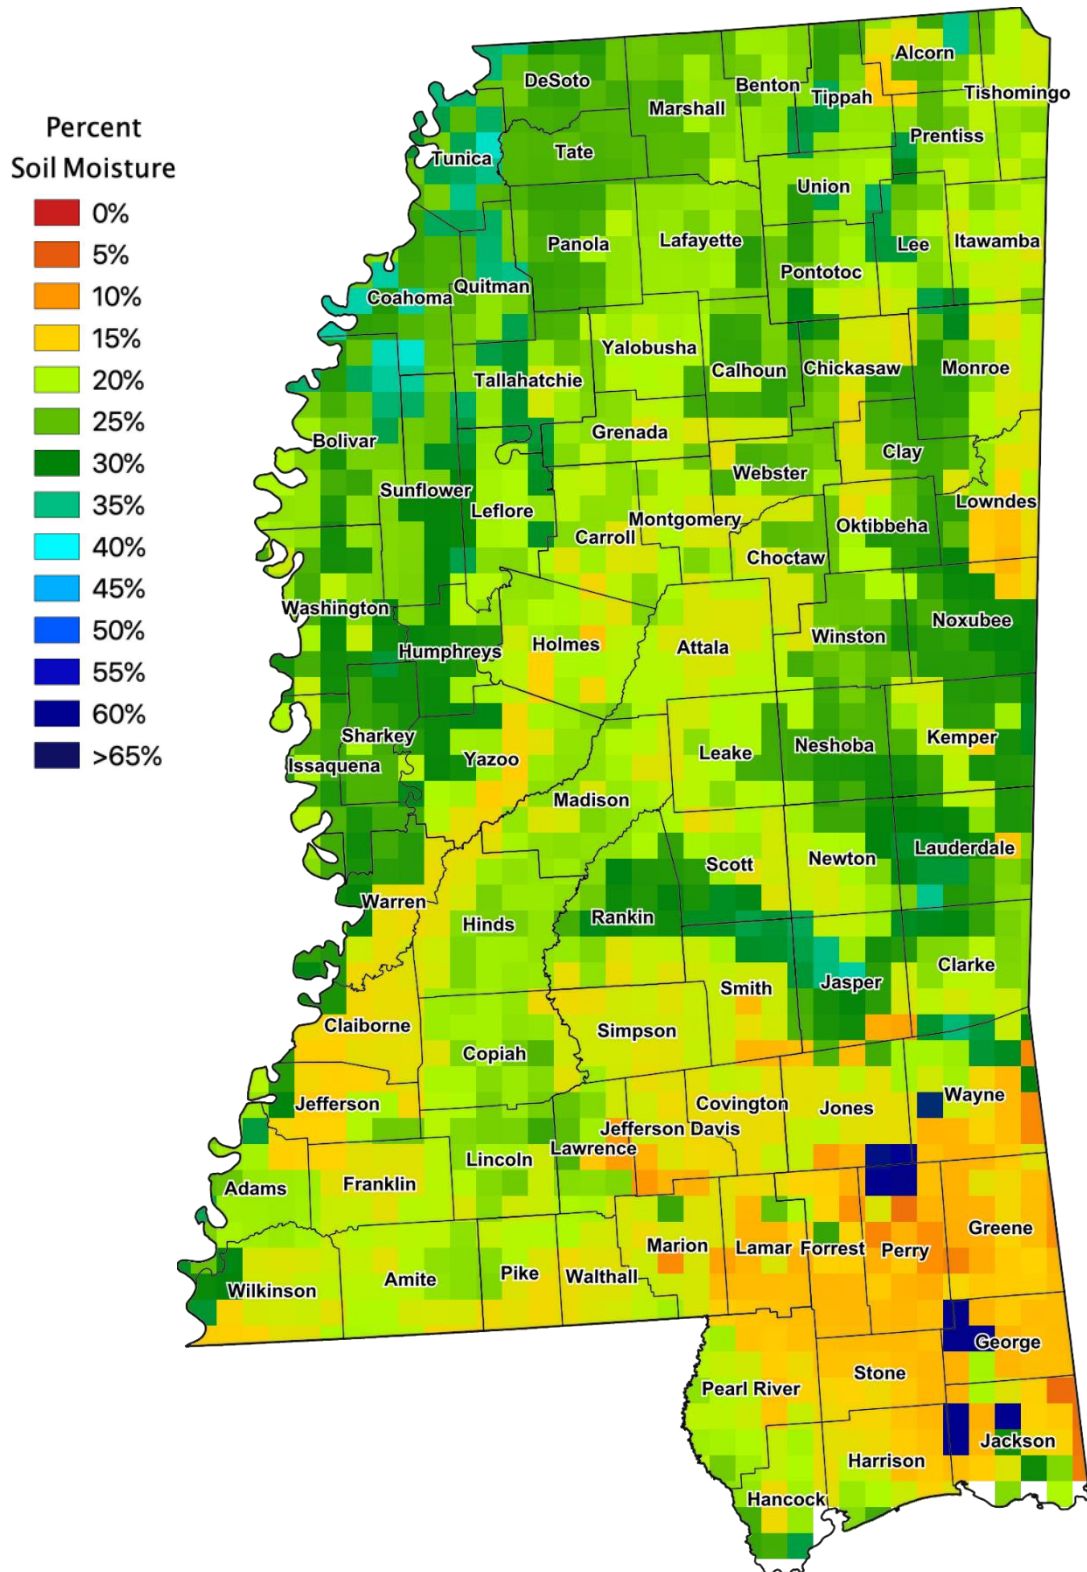 Percent
Soil Moisture
0%
5%
10%
15%
20%
25%
30%
35%
40%
45%
50%
55%
60%
>65%
Alcorn
DeSoto
Benton
Tippah
Tishomingo
Marshall
Prentiss
Tunica
Tate
Union
Panola
Lafayette
Lee
Itawamba
Pontotoc
Quitman
Coahoma
Yalobusha
Calhoun
Chickasaw
Monroe
Tallahatchie
Bolivar
Grenada
Clay
Webster
Sunflower
Leflore
Lowndes
Montgomery
Oktibbeha
Carroll
Choctaw
Washington
Noxubee
Winston
Holmes
Attala
Humphreys
Sharkey
Kemper
Neshoba
Leake
Yazoo
Issaquena
Madison
Lauderdale
Newton
Scott
Warren
Rankin
Hinds
Clarke
Jasper
Smith
Claiborne
Simpson
Copiah
Wayne
Jefferson
Covington
Jones
Jefferson Davis
Lawrence
Lincoln
Franklin
Adams
Greene
Marion
Lamar
Forrest
Perry
Pike
Walthall
Amite
Wilkinson
George
Stone
Pearl River
Jackson
Harrison
Hancock